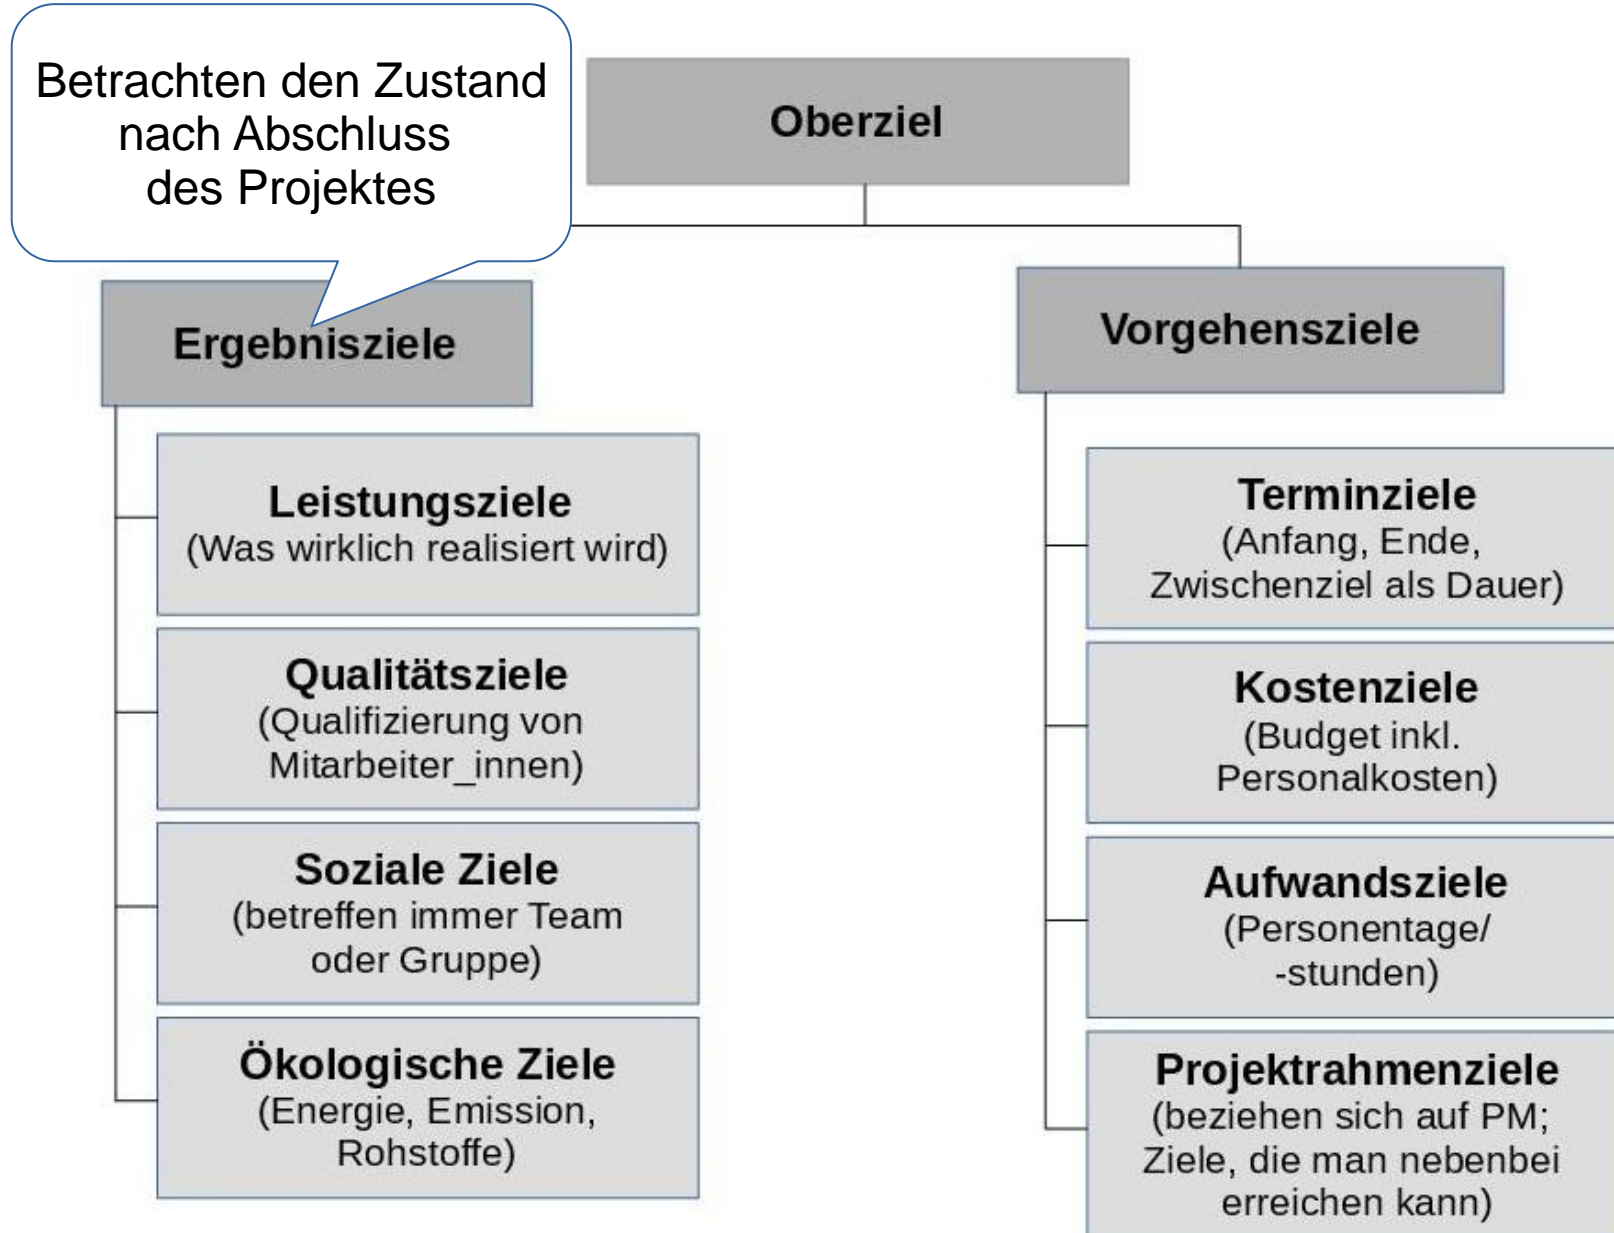 Betrachten den Zustand
nach Abschluss
des Projektes
Oberziel
Ergebnisziele
Leistungsziele
(Was wirklich realisiert wird)
Qualitätsziele
(Qualifizierung von
Mitarbeiter_innen)
Soziale Ziele
(betreffen immer Team
oder Gruppe)
Ökologische Ziele
(Energie, Emission,
Rohstoffe)
Vorgehensziele
Terminziele
(Anfang, Ende,
Zwischenziel als Dauer)
Kostenziele
(Budget inkl.
Personalkosten)
Aufwandsziele
(Personentage/
-stunden)
Projektrahmenziele
(beziehen sich auf PM;
Ziele, die man nebenbei
erreichen kann)